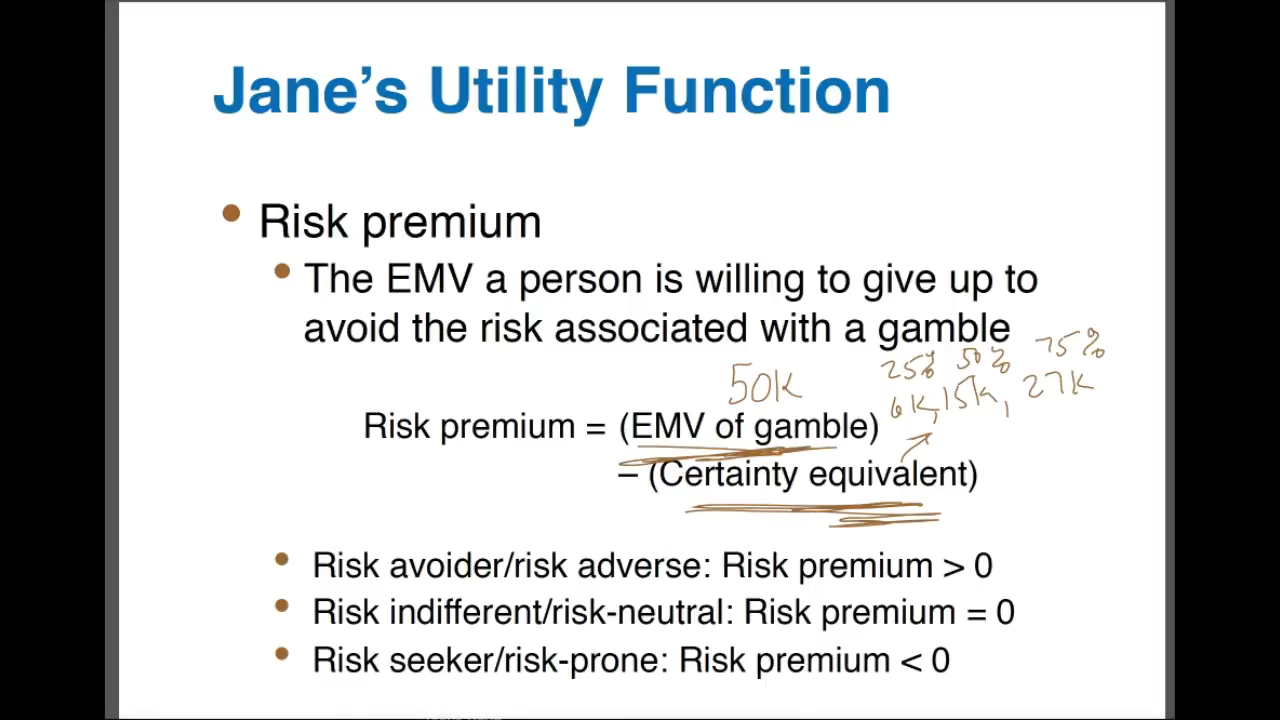 Jane's Utility Function
• Risk premium
• The EMV a person is willing to give up to
avoid the risk associated with a gamble
25% 50% 75%
50K 6K, 15K, 27K
Risk premium = (EMV of gamble)
– (Certainty equivalent)
• Risk avoider/risk adverse: Risk premium > 0
• Risk indifferent/risk-neutral: Risk premium = 0
• Risk seeker/risk-prone: Risk premium < 0